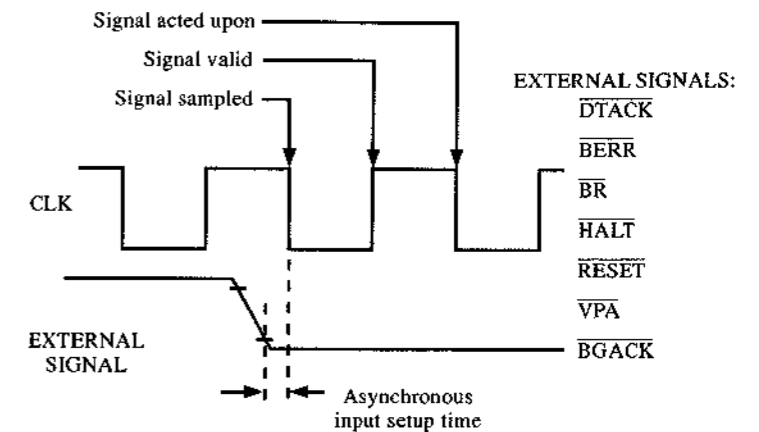 Signal acted upon
Signal valid
Signal sampled
EXTERNAL SIGNALS:
DTACK
BERR
BR
HALT
RESET
VPA
BGACK
CLK
EXTERNAL
SIGNAL
Asynchronous
input setup time